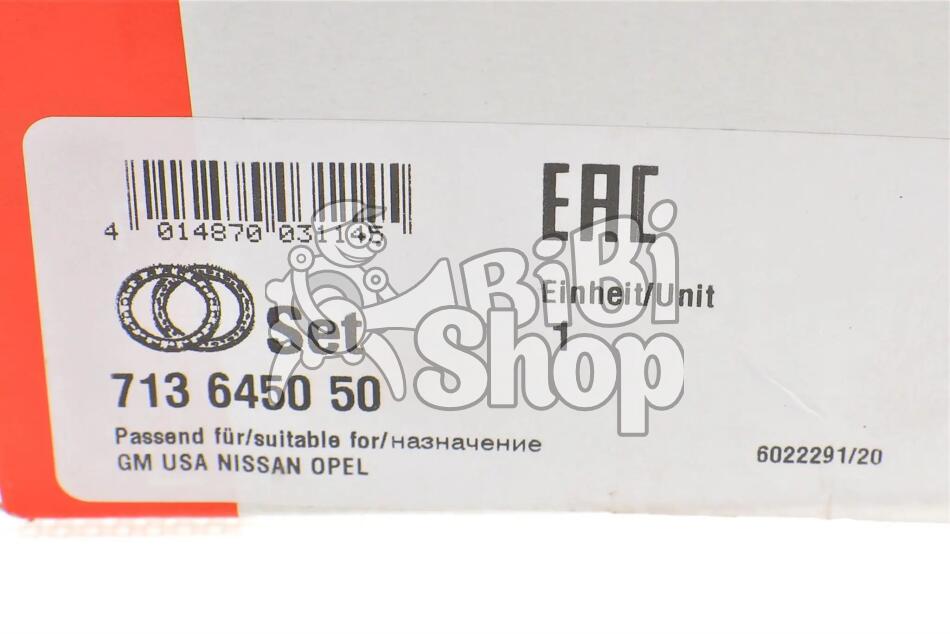 4 014870 031145
EAC
BiBi
Shop
Einheit/Unit
1
Set
713 6450 50
Passend für/suitable for/назначение
GM USA NISSAN OPEL
6022291/20